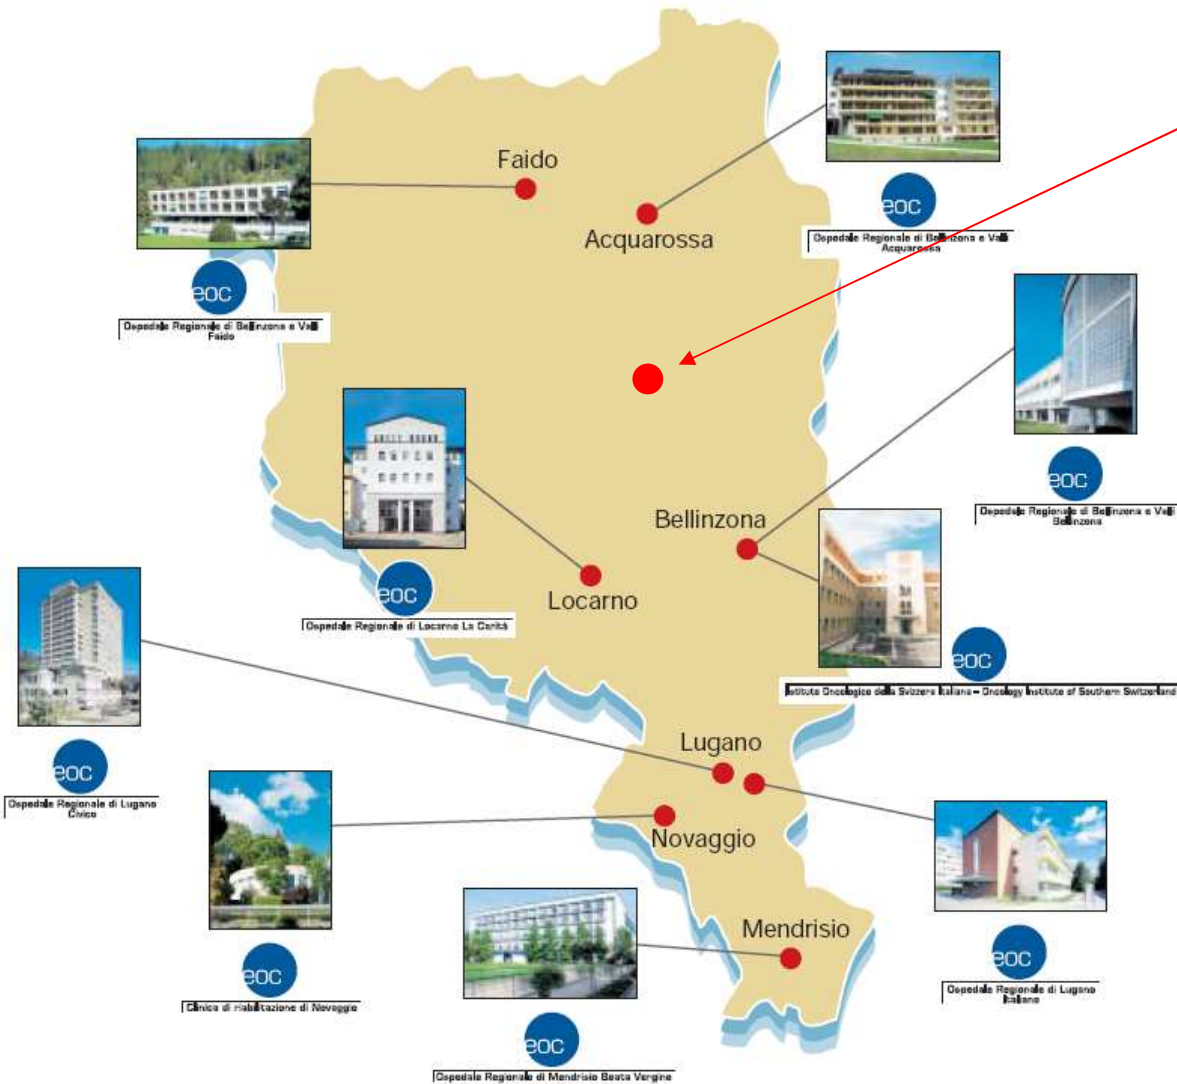 Faido
Acquarossa
eoc
Ospedale Regionale di Bellinzona e Valli
Acquarossa
eoc
Ospedale Regionale di Bellinzona e Valli
Faido
eoc
Ospedale Regionale di Bellinzona e Valli
Bellinzona
Bellinzona
Locarno
eoc
Ospedale Regionale di Locarno La Carità
eoc
Istituto Oncologico della Svizzera Italiana – Oncology Institute of Southern Switzerland
Lugano
eoc
Ospedale Regionale di Lugano
Civico
Novaggio
eoc
Clinica di riabilitazione di Novaggio
Mendrisio
eoc
Ospedale Regionale di Lugano
Italiano
eoc
Ospedale Regionale di Mendrisio Beata Vergine